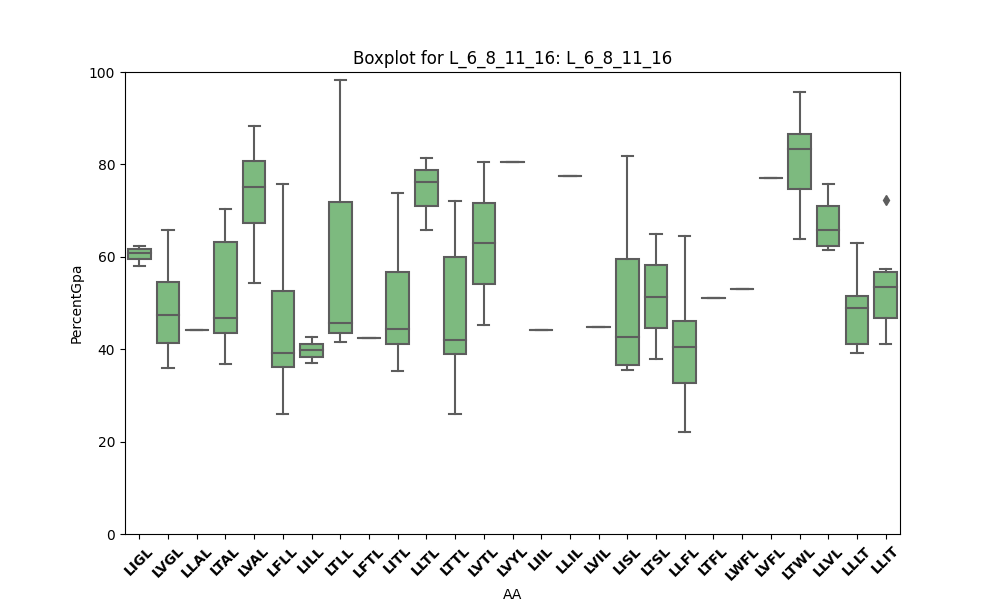 Boxplot for L_6_8_11_16: L_6_8_11_16
100
80
60
40
20
0
PercentGpa
LIGL LVGL LLAL LTAL LVAL LFLL LILL LTLL LFTL LITL LLTL LTTL LVTL LVYL LIIL LLIL LVIL LISL LTSL LLFL LTFL LWFL LVFL LTWL LLVL LLLT LLIT
AA